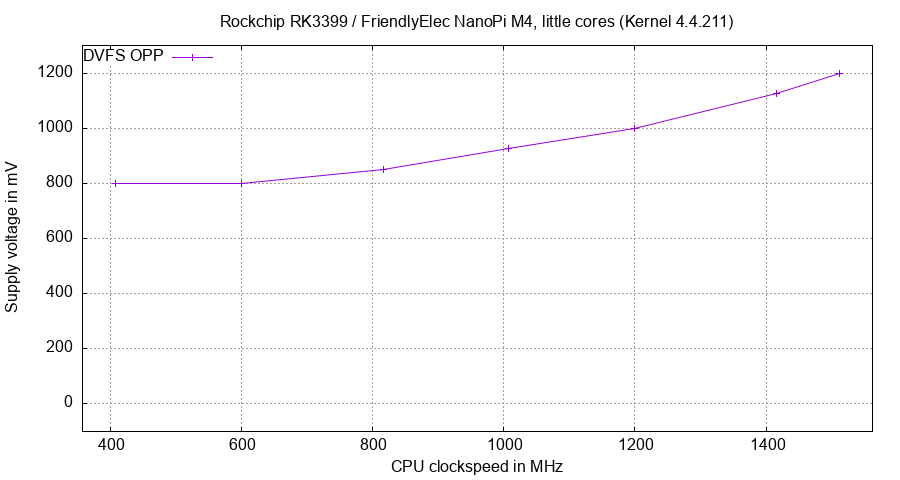 Rockchip RK3399 / FriendlyElec NanoPi M4, little cores (Kernel 4.4.211)
DVFS OPP
1200
1000
800
600
400
200
0
Supply voltage in mV
400 600 800 1000 1200 1400
CPU clockspeed in MHz